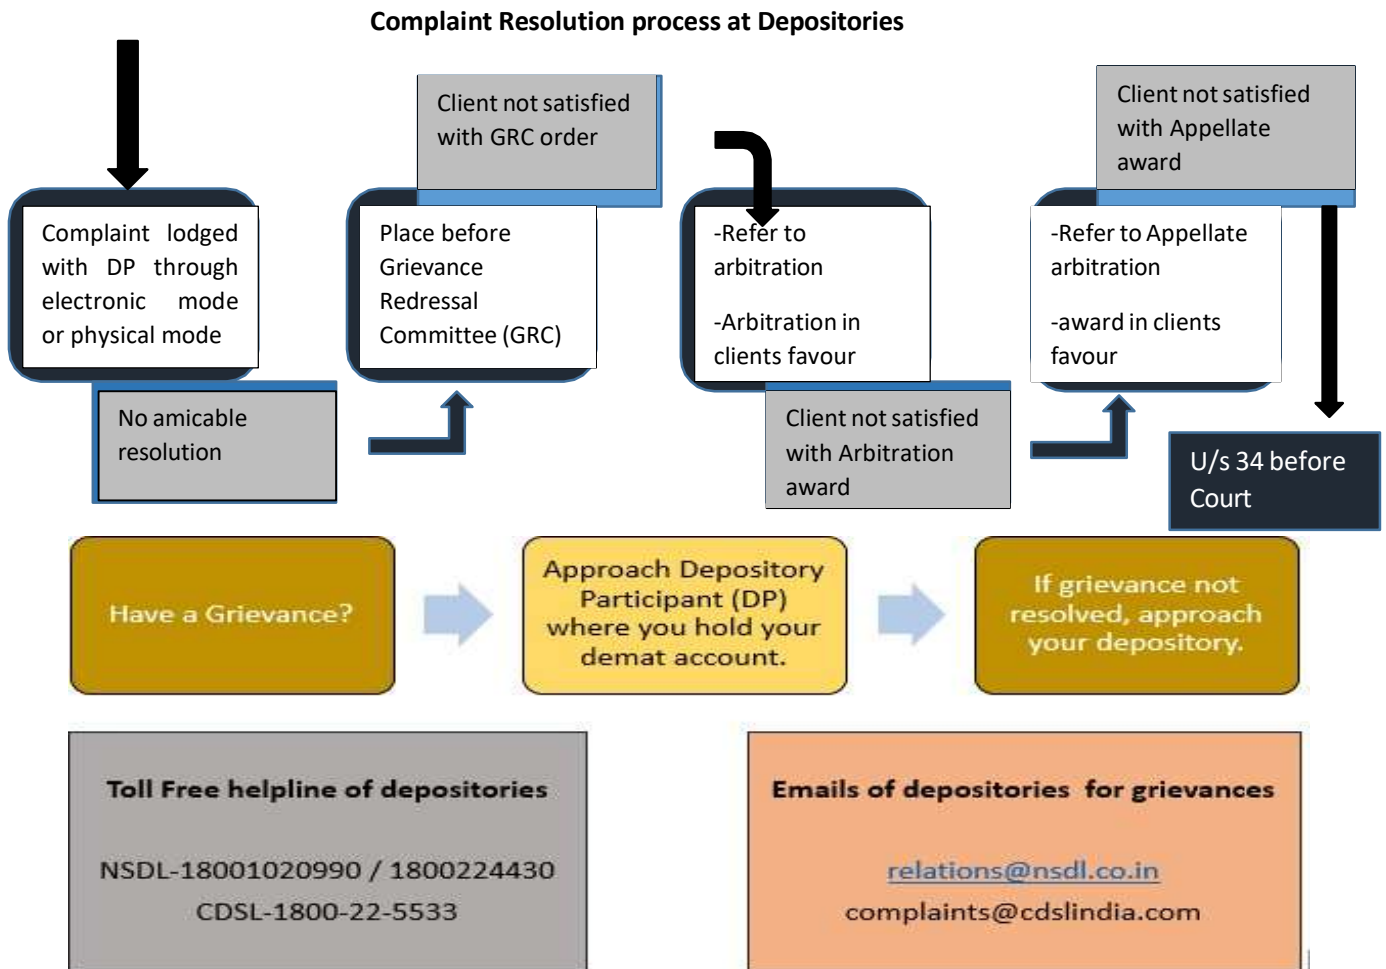 Complaint Resolution process at Depositories
Client not satisfied
with GRC order
Client not satisfied
with Appellate
award
Complaint lodged
with DP through
electronic mode
or physical mode
Place before
Grievance
Redressal
Committee (GRC)
-Refer to
arbitration
-Arbitration in
clients favour
-Refer to Appellate
arbitration
-award in clients
favour
No amicable
resolution
Client not satisfied
with Arbitration
award
U/s 34 before
Court
Have a Grievance?
Approach Depository
Participant (DP)
where you hold your
demat account.
If grievance not
resolved, approach
your depository.
Toll Free helpline of depositories
NSDL-18001020990 / 1800224430
CDSL-1800-22-5533
Emails of depositories for grievances
relations@nsdl.co.in
complaints@cdslindia.com